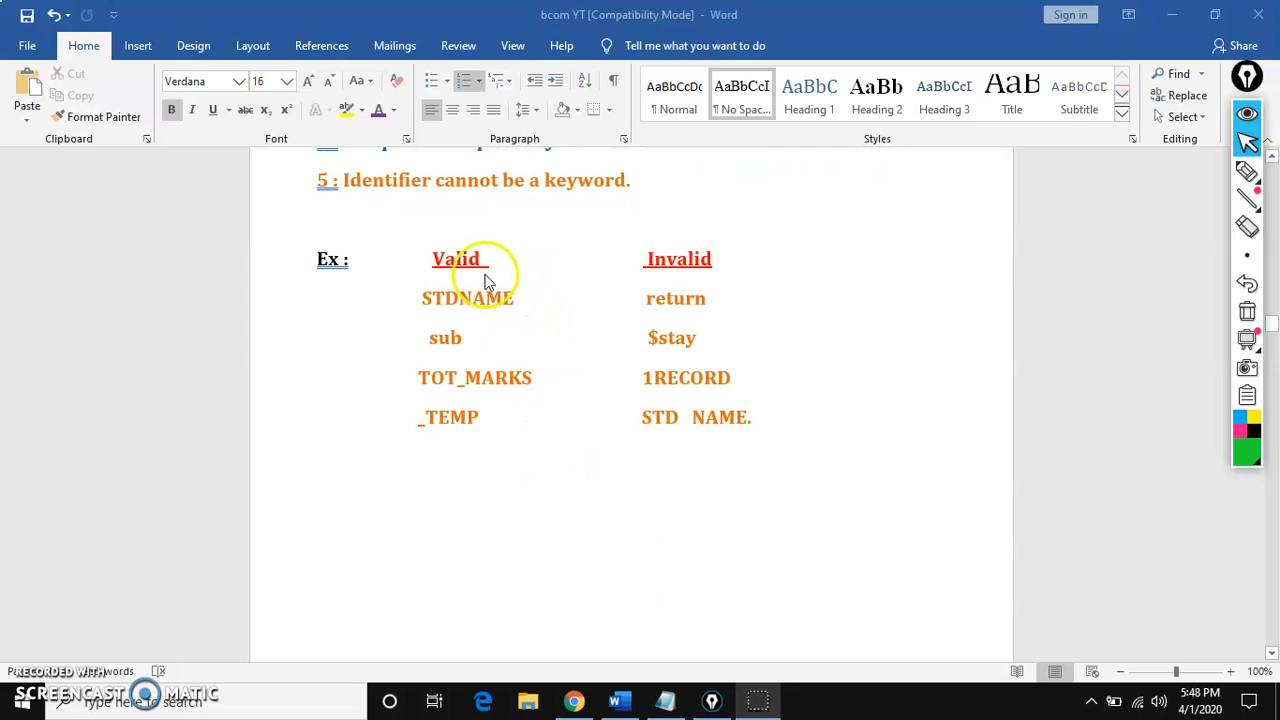 bcom YT [Compatibility Mode] - Word
Sign in
File Home Insert Design Layout References Mailings Review View Help Tell me what you want to do Share
Paste Cut Copy Format Painter
Verdana 16
AaBbCcDc AaBbCcI AaBbC AaBb AaBbCcI AaB AaBbCcD
¶ Normal ¶ No Spac... Heading 1 Heading 2 Heading 3 Title Subtitle
Find Replace Select
Clipboard Font Paragraph Styles Editing
5 : Identifier cannot be a keyword.
Ex : Valid Invalid
STDNAME return
sub $stay
TOT_MARKS 1RECORD
_TEMP STD NAME.
RECORDED WITH words
100%
SCREENCAST MATIC
Type here to search
5:48 PM
4/1/2020